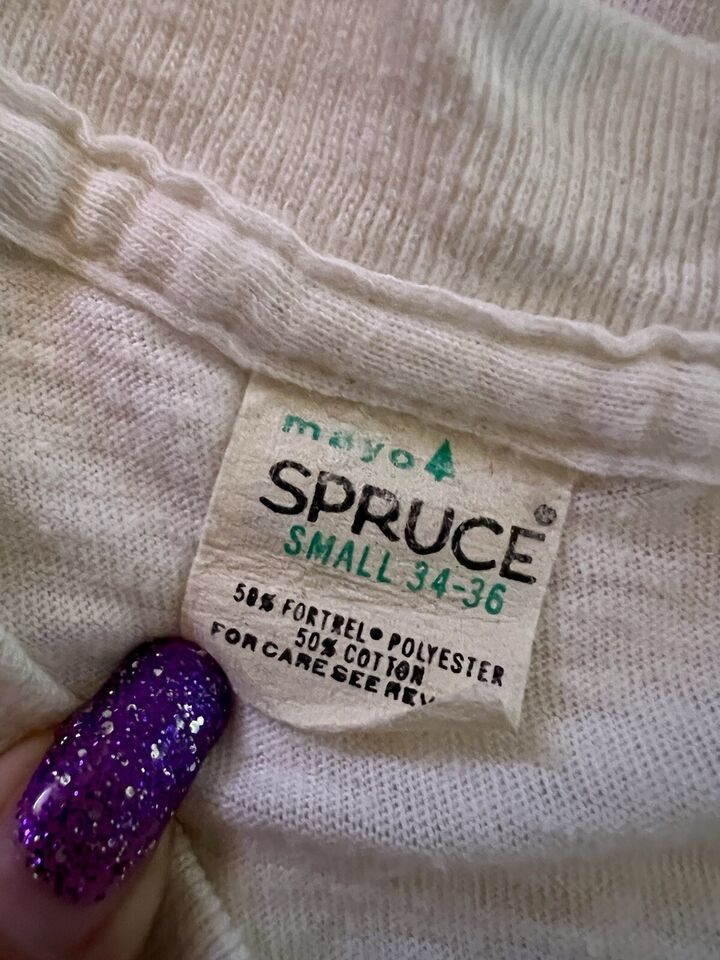 mayo
SPRUCE®
SMALL 34-36
50% FORTREL® POLYESTER
50% COTTON
FOR CARE SEE REV